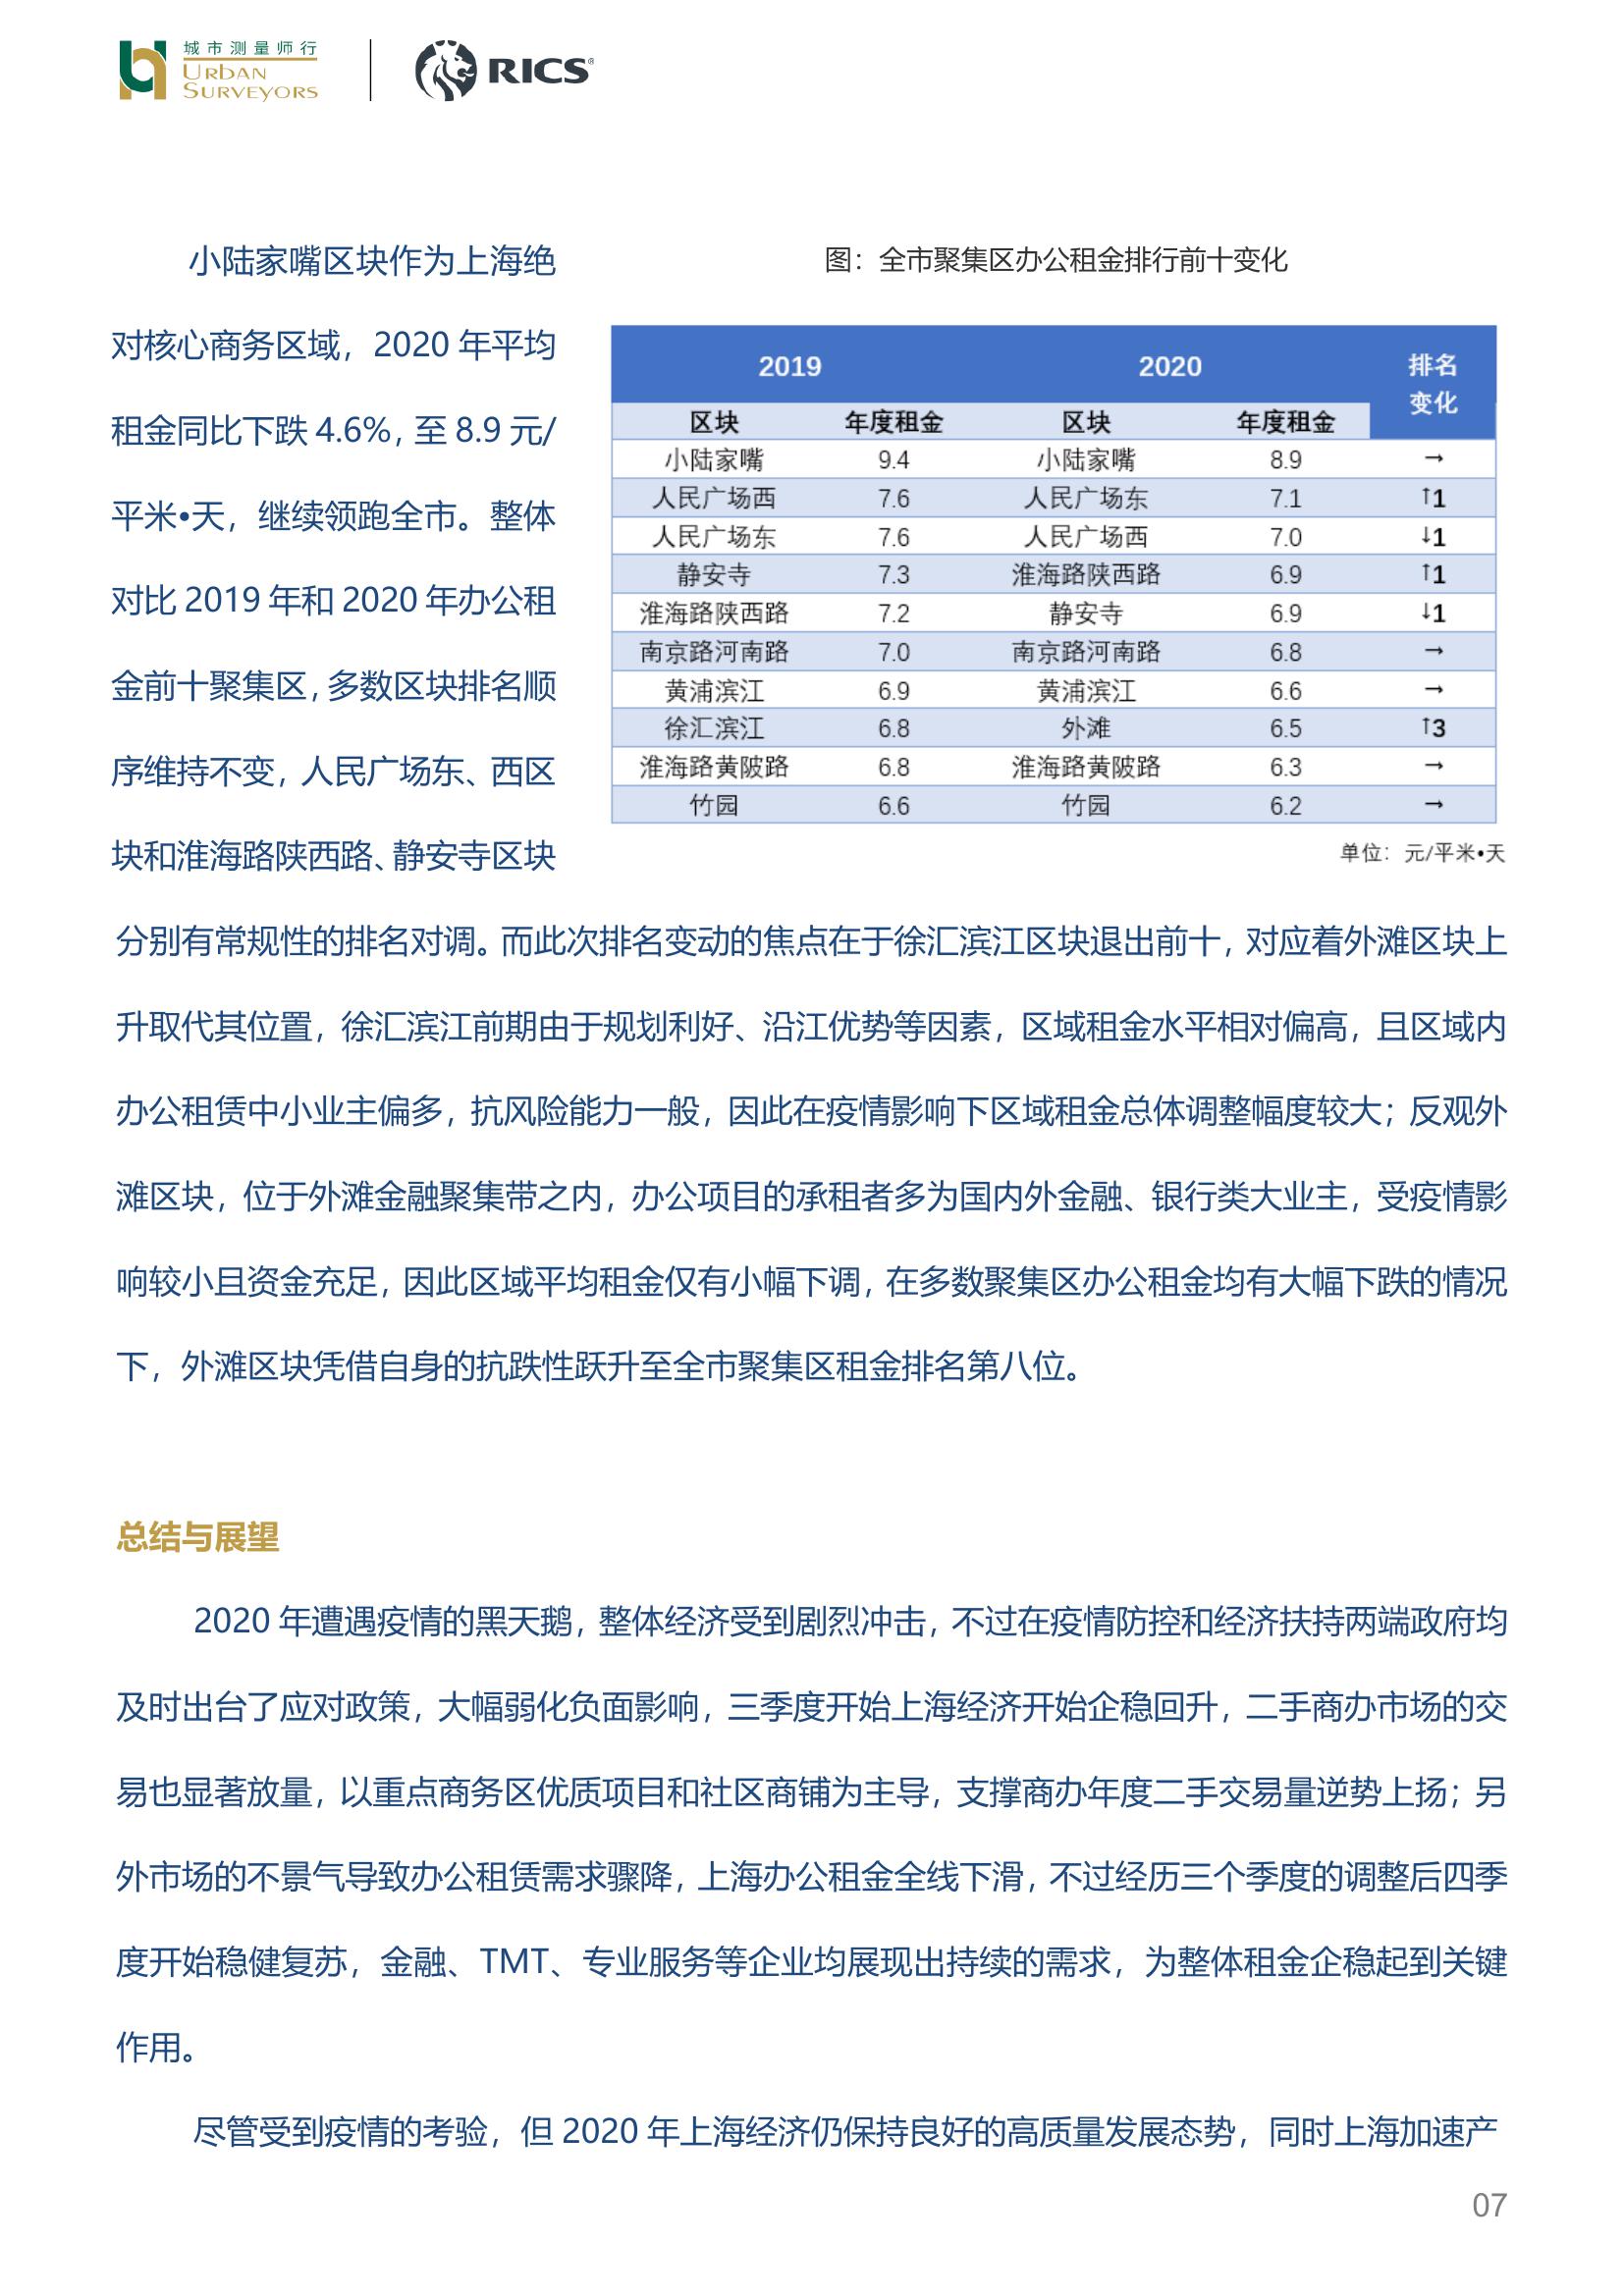 城市测量师行
URBAN
SURVEYORS
RICS®
小陆家嘴区块作为上海绝
对核心商务区域，2020 年平均
租金同比下跌 4.6%，至 8.9 元/
平米•天，继续领跑全市。整体
对比 2019 年和 2020 年办公租
金前十聚集区，多数区块排名顺
序维持不变，人民广场东、西区
块和淮海路陕西路、静安寺区块
图：全市聚集区办公租金排行前十变化
2019 2020 排名
变化
区块 年度租金 区块 年度租金
小陆家嘴 9.4 小陆家嘴 8.9 →
人民广场西 7.6 人民广场东 7.1 ↑1
人民广场东 7.6 人民广场西 7.0 ↓1
静安寺 7.3 淮海路陕西路 6.9 ↑1
淮海路陕西路 7.2 静安寺 6.9 ↓1
南京路河南路 7.0 南京路河南路 6.8 →
黄浦滨江 6.9 黄浦滨江 6.6 →
徐汇滨江 6.8 外滩 6.5 ↑3
淮海路黄陂路 6.8 淮海路黄陂路 6.3 →
竹园 6.6 竹园 6.2 →
单位：元/平米•天
分别有常规性的排名对调。而此次排名变动的焦点在于徐汇滨江区块退出前十，对应着外滩区块上
升取代其位置，徐汇滨江前期由于规划利好、沿江优势等因素，区域租金水平相对偏高，且区域内
办公租赁中小业主偏多，抗风险能力一般，因此在疫情影响下区域租金总体调整幅度较大；反观外
滩区块，位于外滩金融聚集带之内，办公项目的承租者多为国内外金融、银行类大业主，受疫情影
响较小且资金充足，因此区域平均租金仅有小幅下调，在多数聚集区办公租金均有大幅下跌的情况
下，外滩区块凭借自身的抗跌性跃升至全市聚集区租金排名第八位。
总结与展望
2020 年遭遇疫情的黑天鹅，整体经济受到剧烈冲击，不过在疫情防控和经济扶持两端政府均
及时出台了应对政策，大幅弱化负面影响，三季度开始上海经济开始企稳回升，二手商办市场的交
易也显著放量，以重点商务区优质项目和社区商铺为主导，支撑商办年度二手交易量逆势上扬；另
外市场的不景气导致办公租赁需求骤降，上海办公租金全线下滑，不过经历三个季度的调整后四季
度开始稳健复苏，金融、TMT、专业服务等企业均展现出持续的需求，为整体租金企稳起到关键
作用。
尽管受到疫情的考验，但 2020 年上海经济仍保持良好的高质量发展态势，同时上海加速产
07